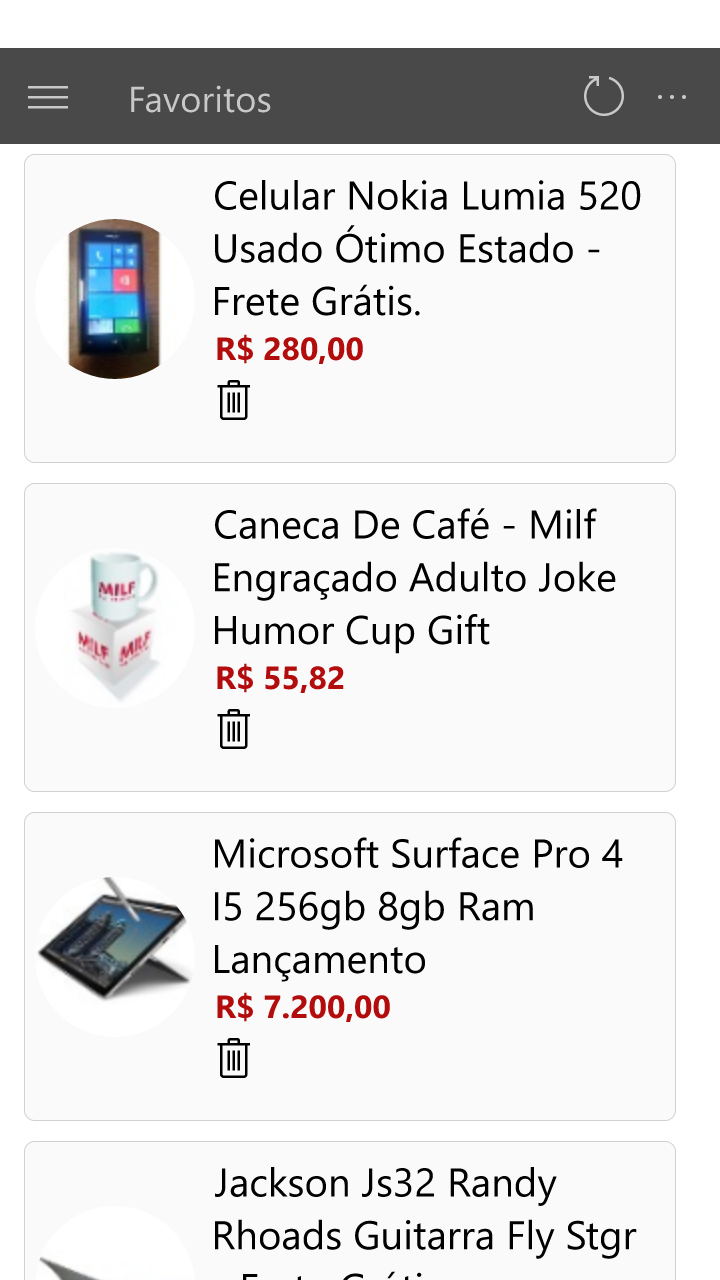 Favoritos
Celular Nokia Lumia 520
Usado Ótimo Estado -
Frete Grátis.
R$ 280,00
Caneca De Café - Milf
Engraçado Adulto Joke
Humor Cup Gift
R$ 55,82
MILF
MILF MILF
Microsoft Surface Pro 4
I5 256gb 8gb Ram
Lançamento
R$ 7.200,00
Jackson Js32 Randy
Rhoads Guitarra Fly Stgr